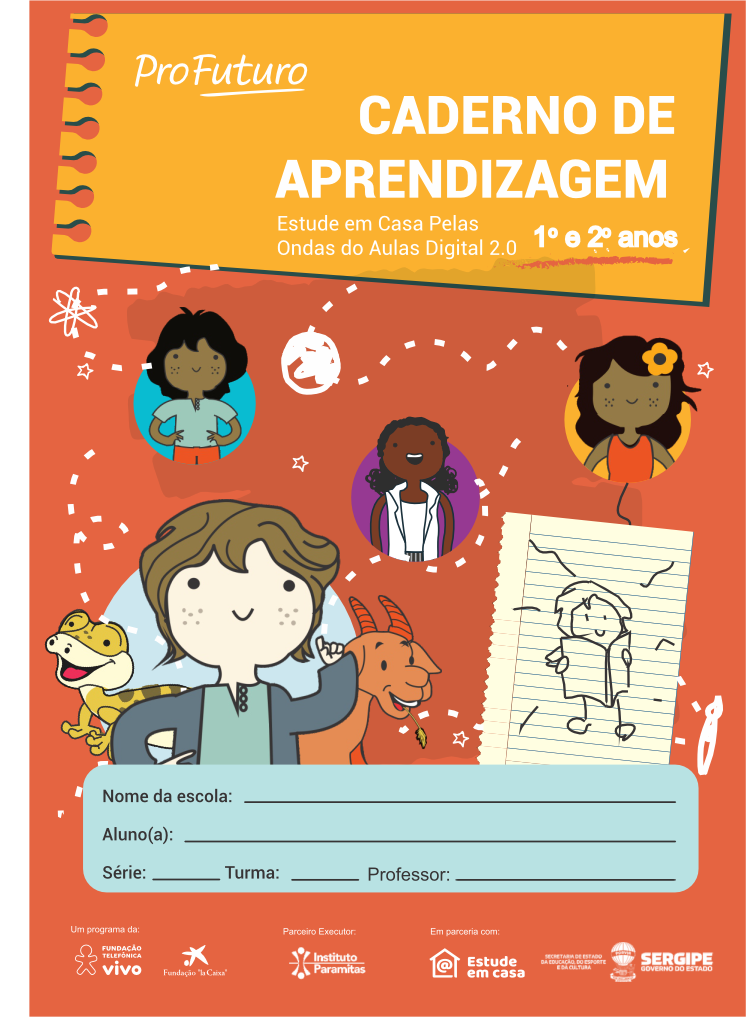 ProFuturo
CADERNO DE
APRENDIZAGEM
Estude em Casa Pelas
Ondas do Aulas Digital 2.0
1º e 2º anos
Nome da escola:
Aluno(a):
Série: Turma: Professor:
Um programa da:
Parceiro Executor:
Em parceria com:
FUNDAÇÃO
TELEFÔNICA
vivo
Fundação "la Caixa"
Instituto
Paramitas
@
Estude
em casa
SECRETARIA DE ESTADO
DA EDUCAÇÃO, DO ESPORTE
E DA CULTURA
SERGIPE
GOVERNO DO ESTADO